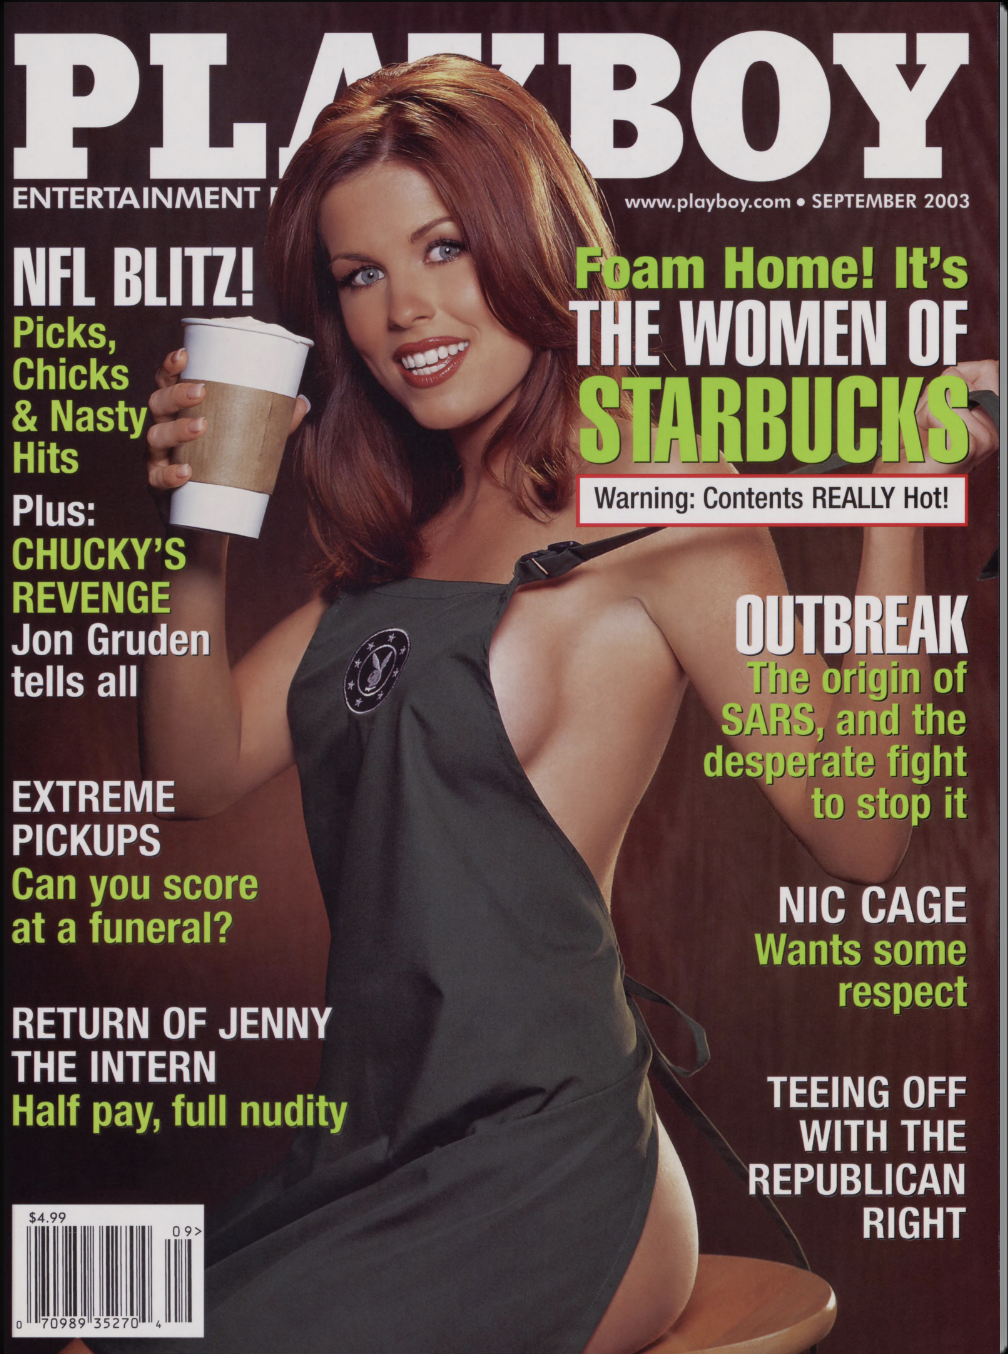 PLAYBOY
ENTERTAINMENT
www.playboy.com • SEPTEMBER 2003
NFL BLITZ!
Picks,
Chicks
& Nasty
Hits
Plus:
CHUCKY'S
REVENGE
Jon Gruden
tells all
EXTREME
PICKUPS
Can you score
at a funeral?
RETURN OF JENNY
THE INTERN
Half pay, full nudity
$4.99
09>
0 70989 35270 4
Foam Home! It's
THE WOMEN OF
STARBUCKS
Warning: Contents REALLY Hot!
OUTBREAK
The origin of
SARS, and the
desperate fight
to stop it
NIC CAGE
Wants some
respect
TEEING OFF
WITH THE
REPUBLICAN
RIGHT